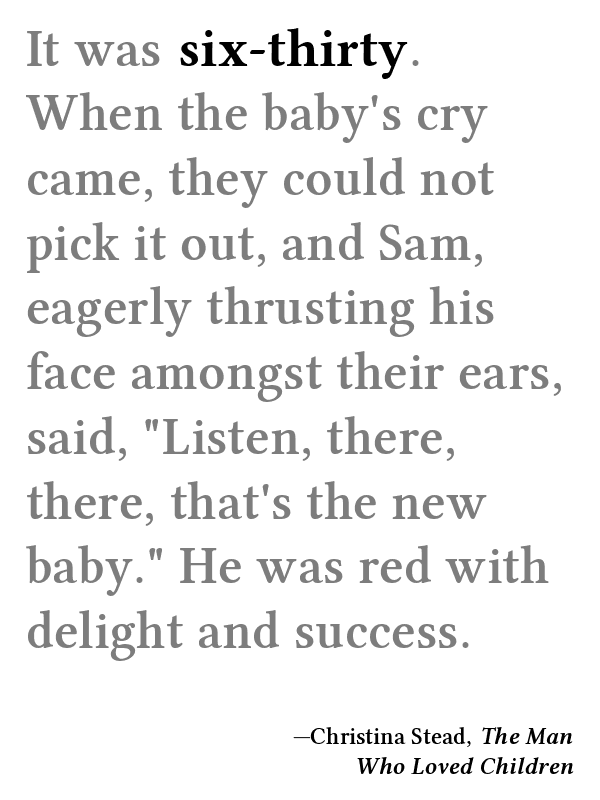 It was six-thirty.
When the baby's cry
came, they could not
pick it out, and Sam,
eagerly thrusting his
face amongst their ears,
said, "Listen, there,
there, that's the new
baby." He was red with
delight and success.
—Christina Stead, The Man
Who Loved Children